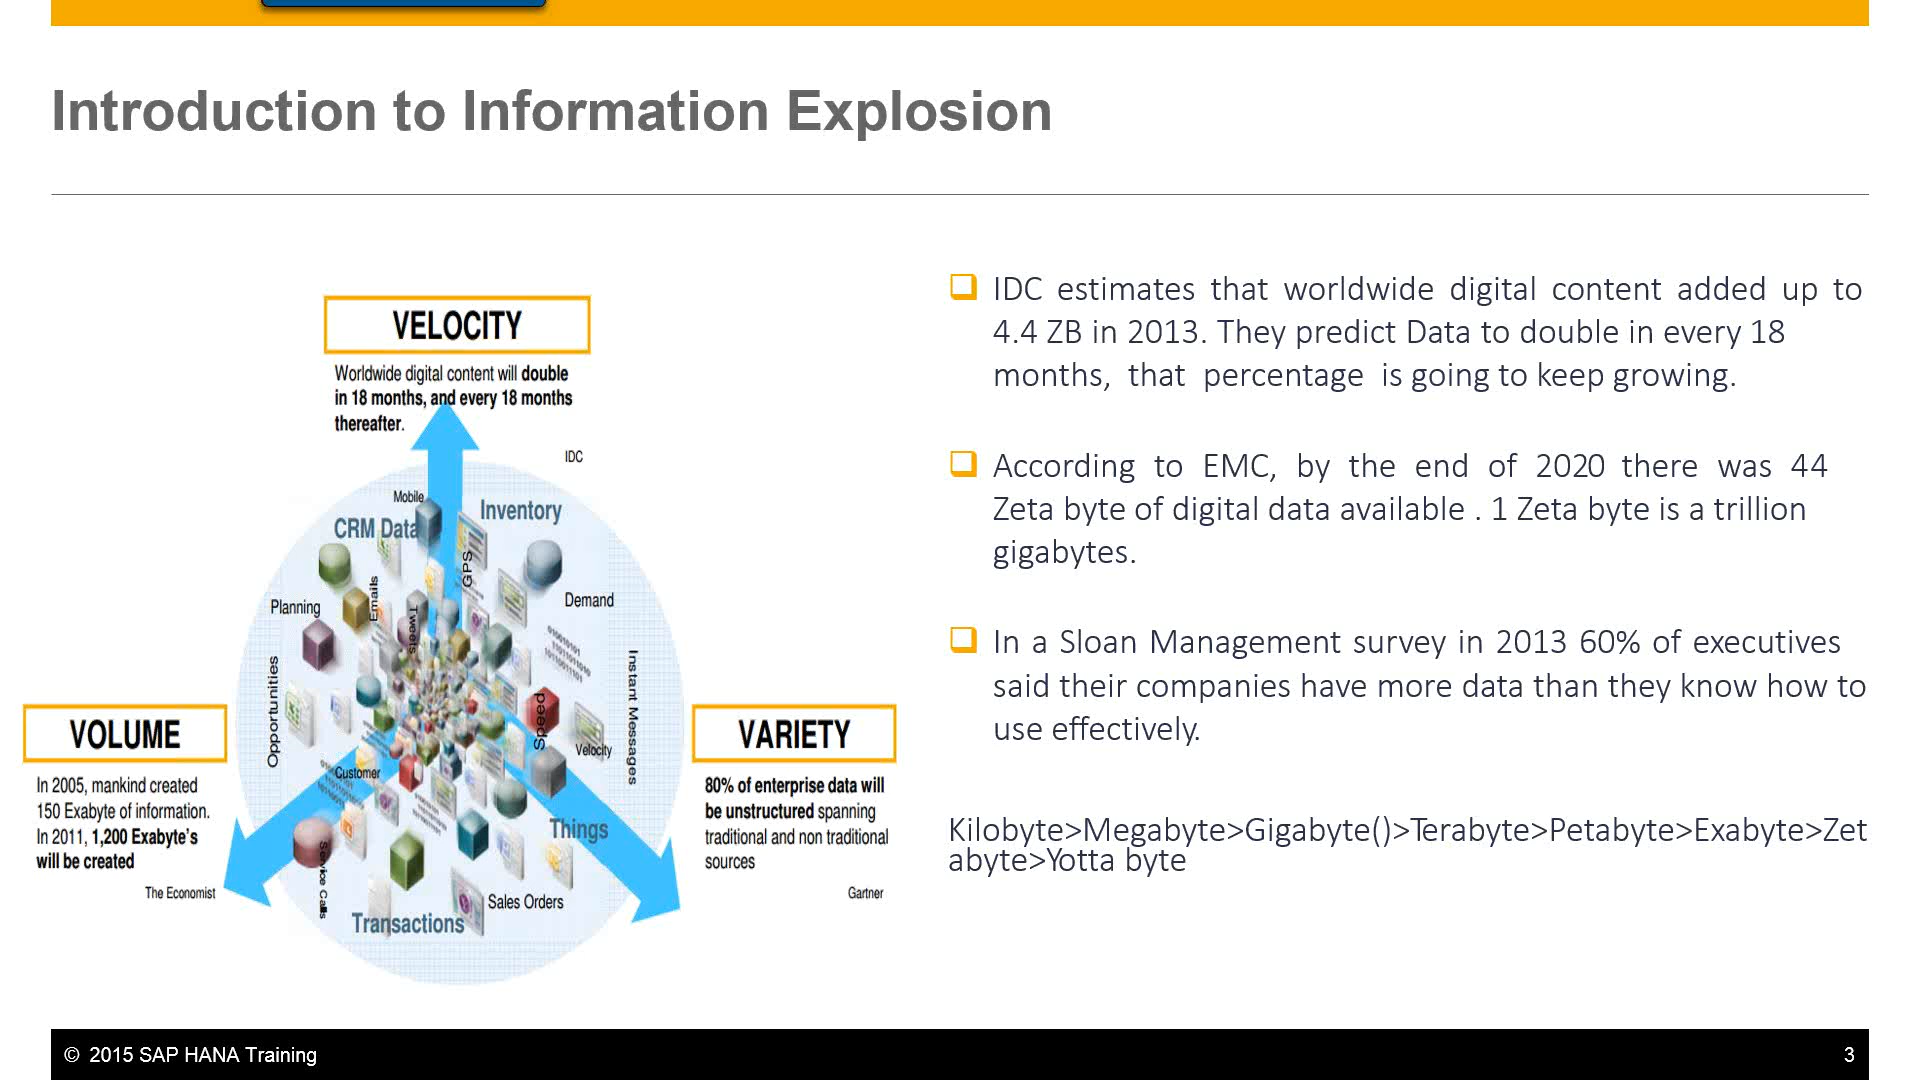 Introduction to Information Explosion
VELOCITY
Worldwide digital content will double
in 18 months, and every 18 months
thereafter.
IDC
Mobile
CRM Data
Inventory
GPS
Emails
Tweets
Planning
Demand
Opportunities
Instant Messages
Speed
Velocity
Customer
Things
Service Calls
Sales Orders
Transactions
VOLUME
In 2005, mankind created
150 Exabyte of information.
In 2011, 1,200 Exabyte's
will be created
The Economist
VARIETY
80% of enterprise data will
be unstructured spanning
traditional and non traditional
sources
Gartner
IDC estimates that worldwide digital content added up to
4.4 ZB in 2013. They predict Data to double in every 18
months, that percentage is going to keep growing.
According to EMC, by the end of 2020 there was 44
Zeta byte of digital data available . 1 Zeta byte is a trillion
gigabytes.
In a Sloan Management survey in 2013 60% of executives
said their companies have more data than they know how to
use effectively.
Kilobyte>Megabyte>Gigabyte()>Terabyte>Petabyte>Exabyte>Zet
abyte>Yotta byte
© 2015 SAP HANA Training
3